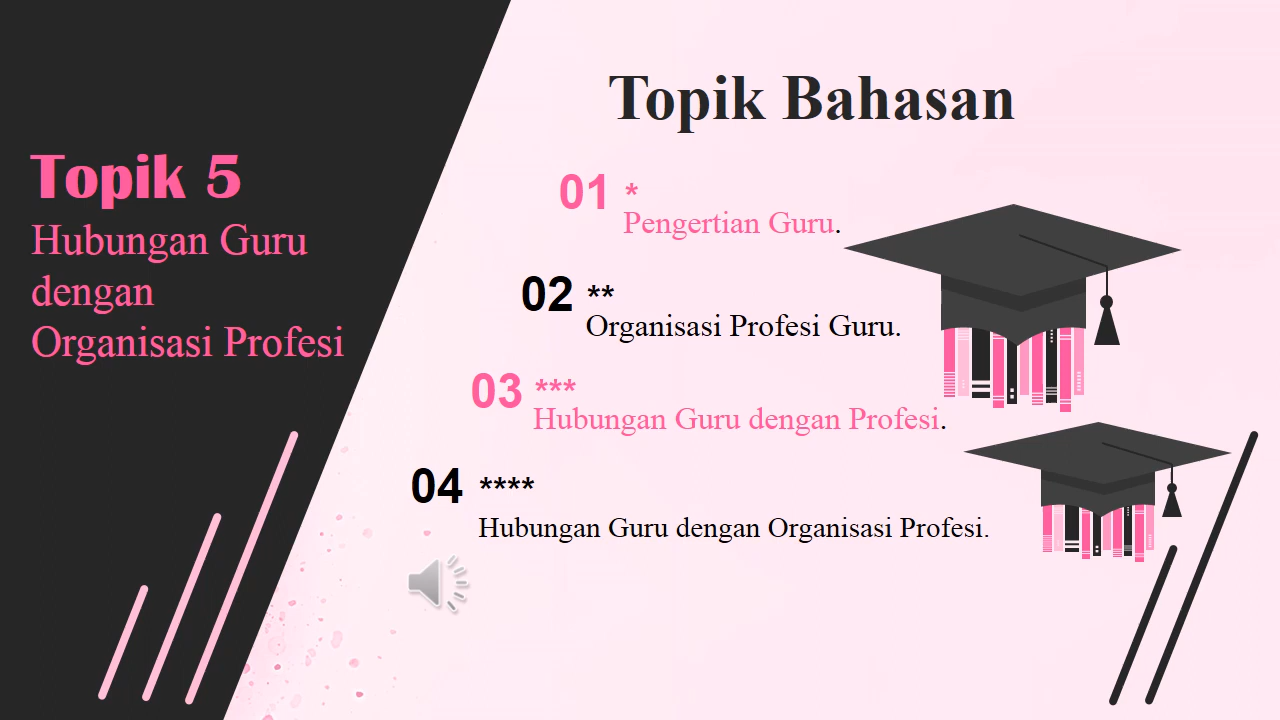 Topik 5
Hubungan Guru
dengan
Organisasi Profesi
Topik Bahasan
01 *
Pengertian Guru.
02 **
Organisasi Profesi Guru.
03 ***
Hubungan Guru dengan Profesi.
04 ****
Hubungan Guru dengan Organisasi Profesi.